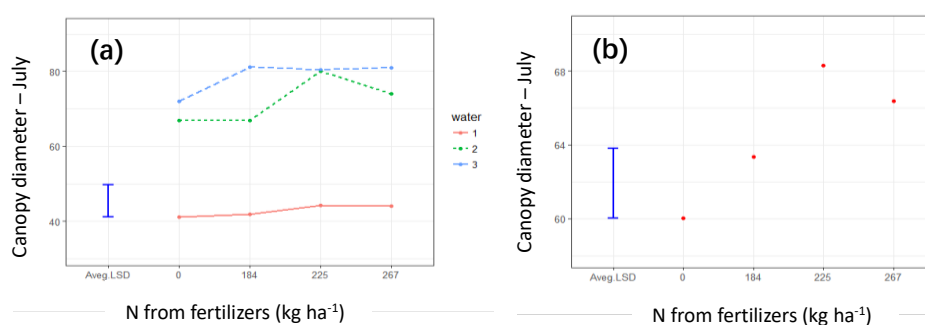 (a)
Canopy diameter – July
80
60
40
Aveg.LSD 0 184 225 267
N from fertilizers (kg ha⁻¹)
water
1
2
3
(b)
Canopy diameter – July
68
64
60
Aveg.LSD 0 184 225 267
N from fertilizers (kg ha⁻¹)